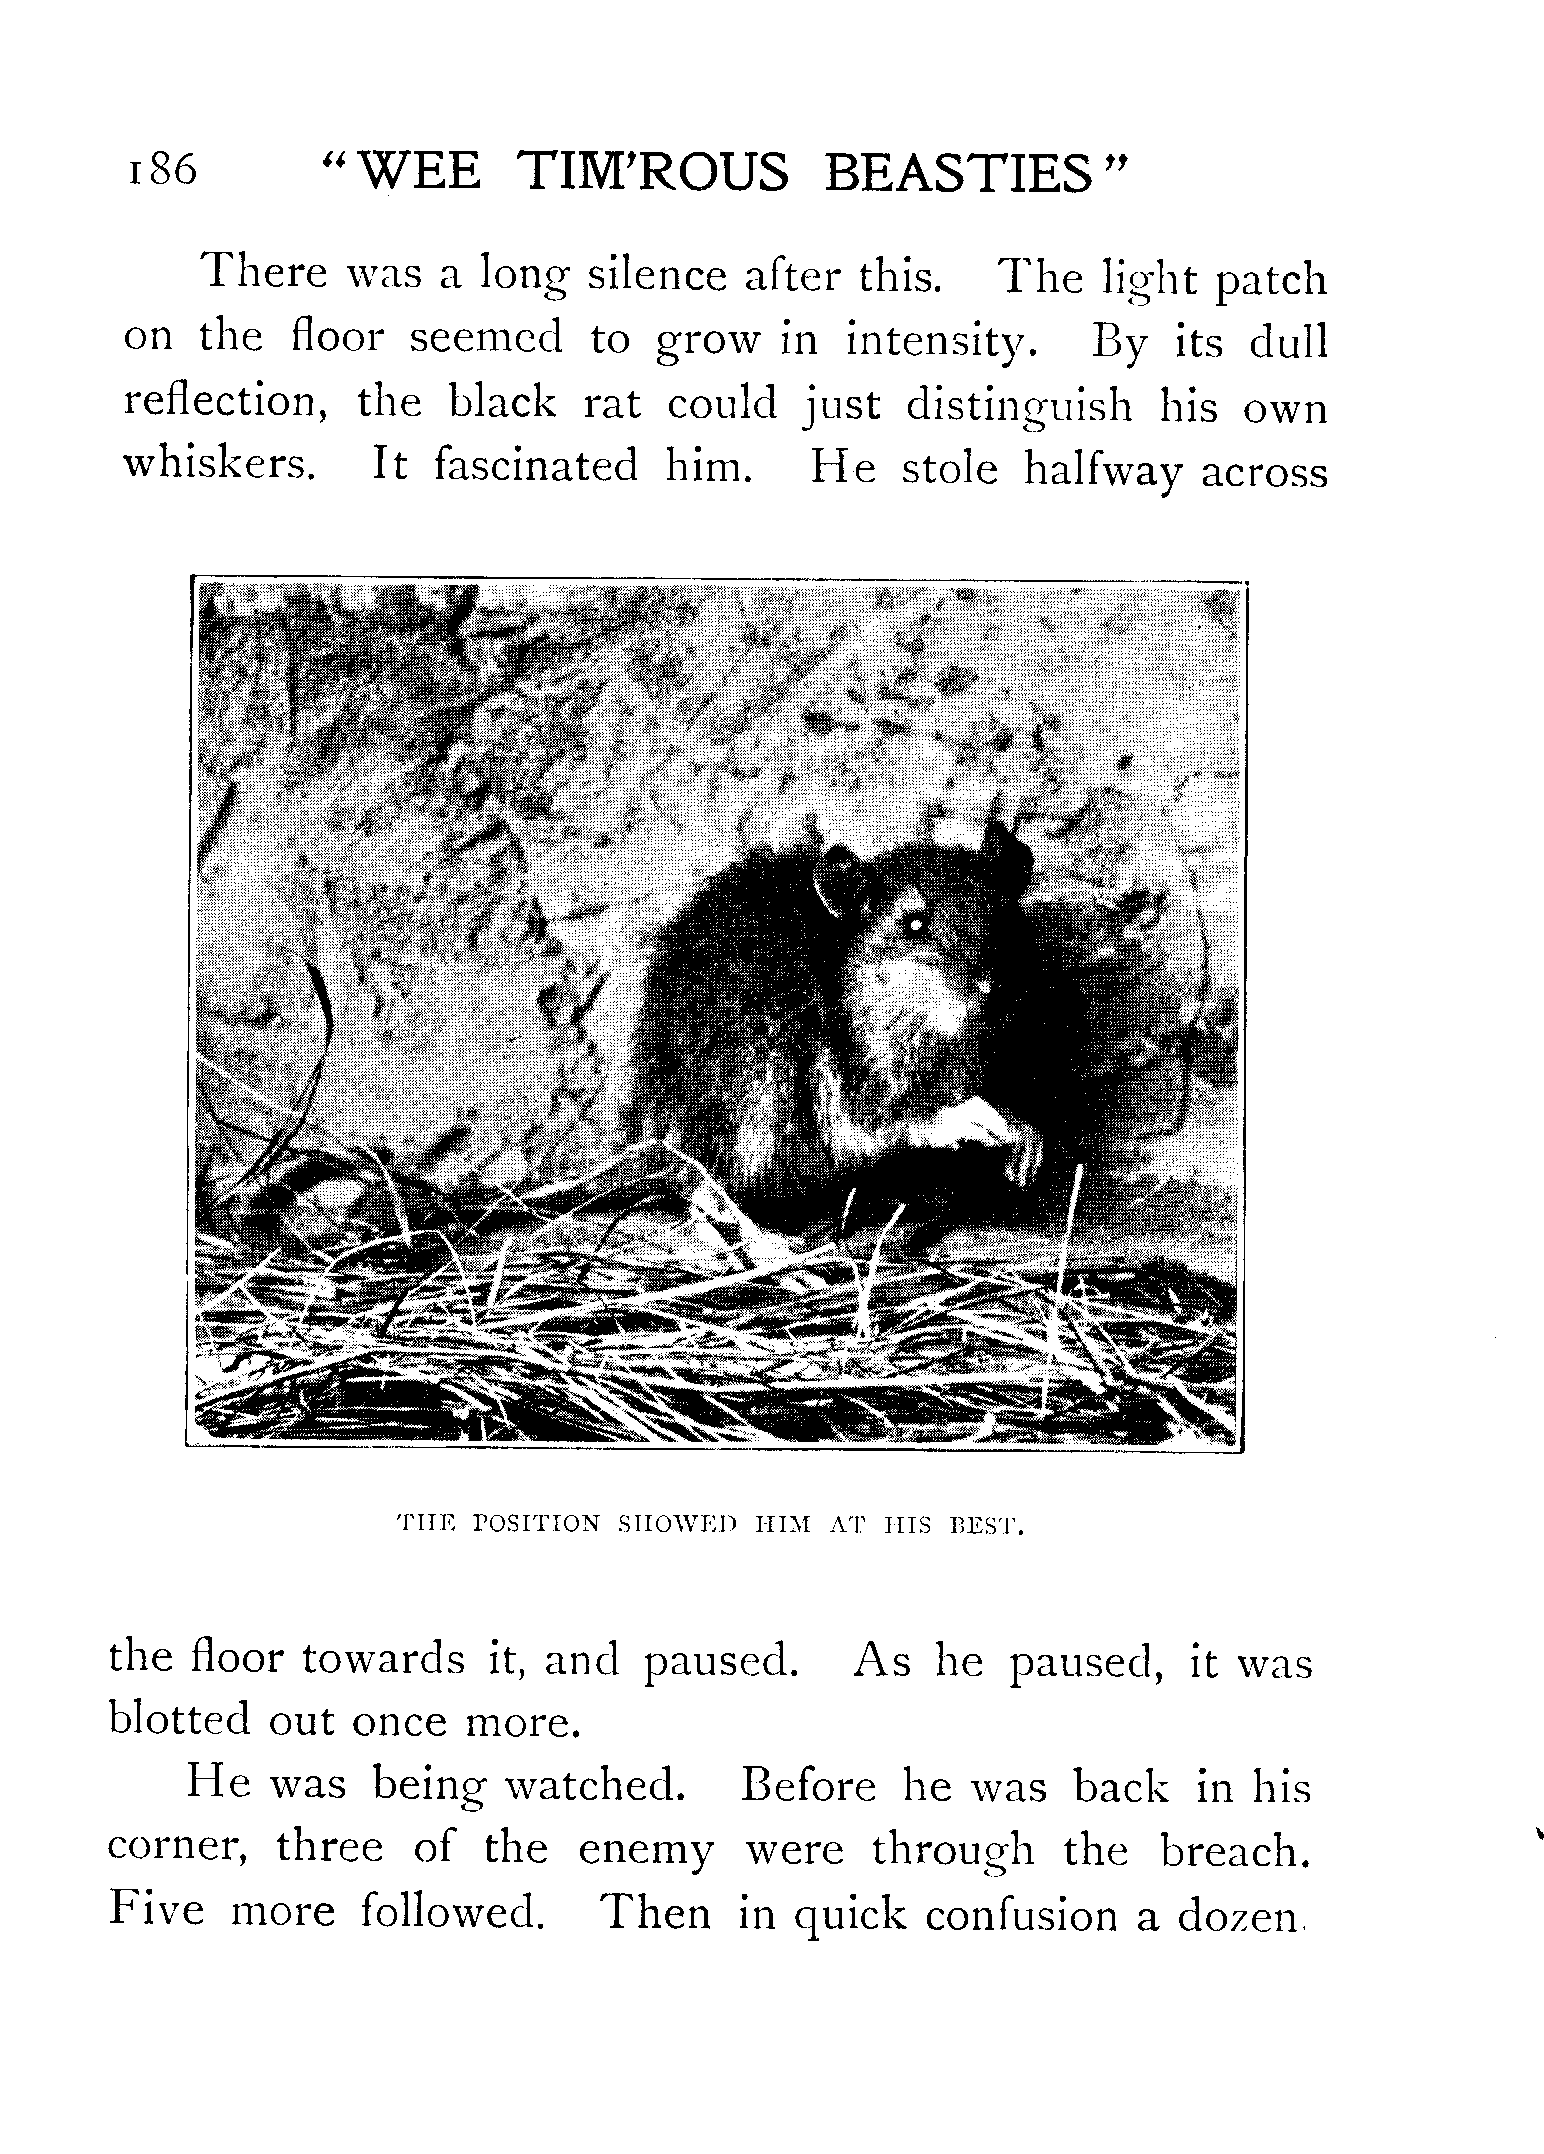 186 "WEE TIM'ROUS BEASTIES"
There was a long silence after this. The light patch
on the floor seemed to grow in intensity. By its dull
reflection, the black rat could just distinguish his own
whiskers. It fascinated him. He stole halfway across
THE POSITION SHOWED HIM AT HIS BEST.
the floor towards it, and paused. As he paused, it was
blotted out once more.
He was being watched. Before he was back in his
corner, three of the enemy were through the breach.
Five more followed. Then in quick confusion a dozen.